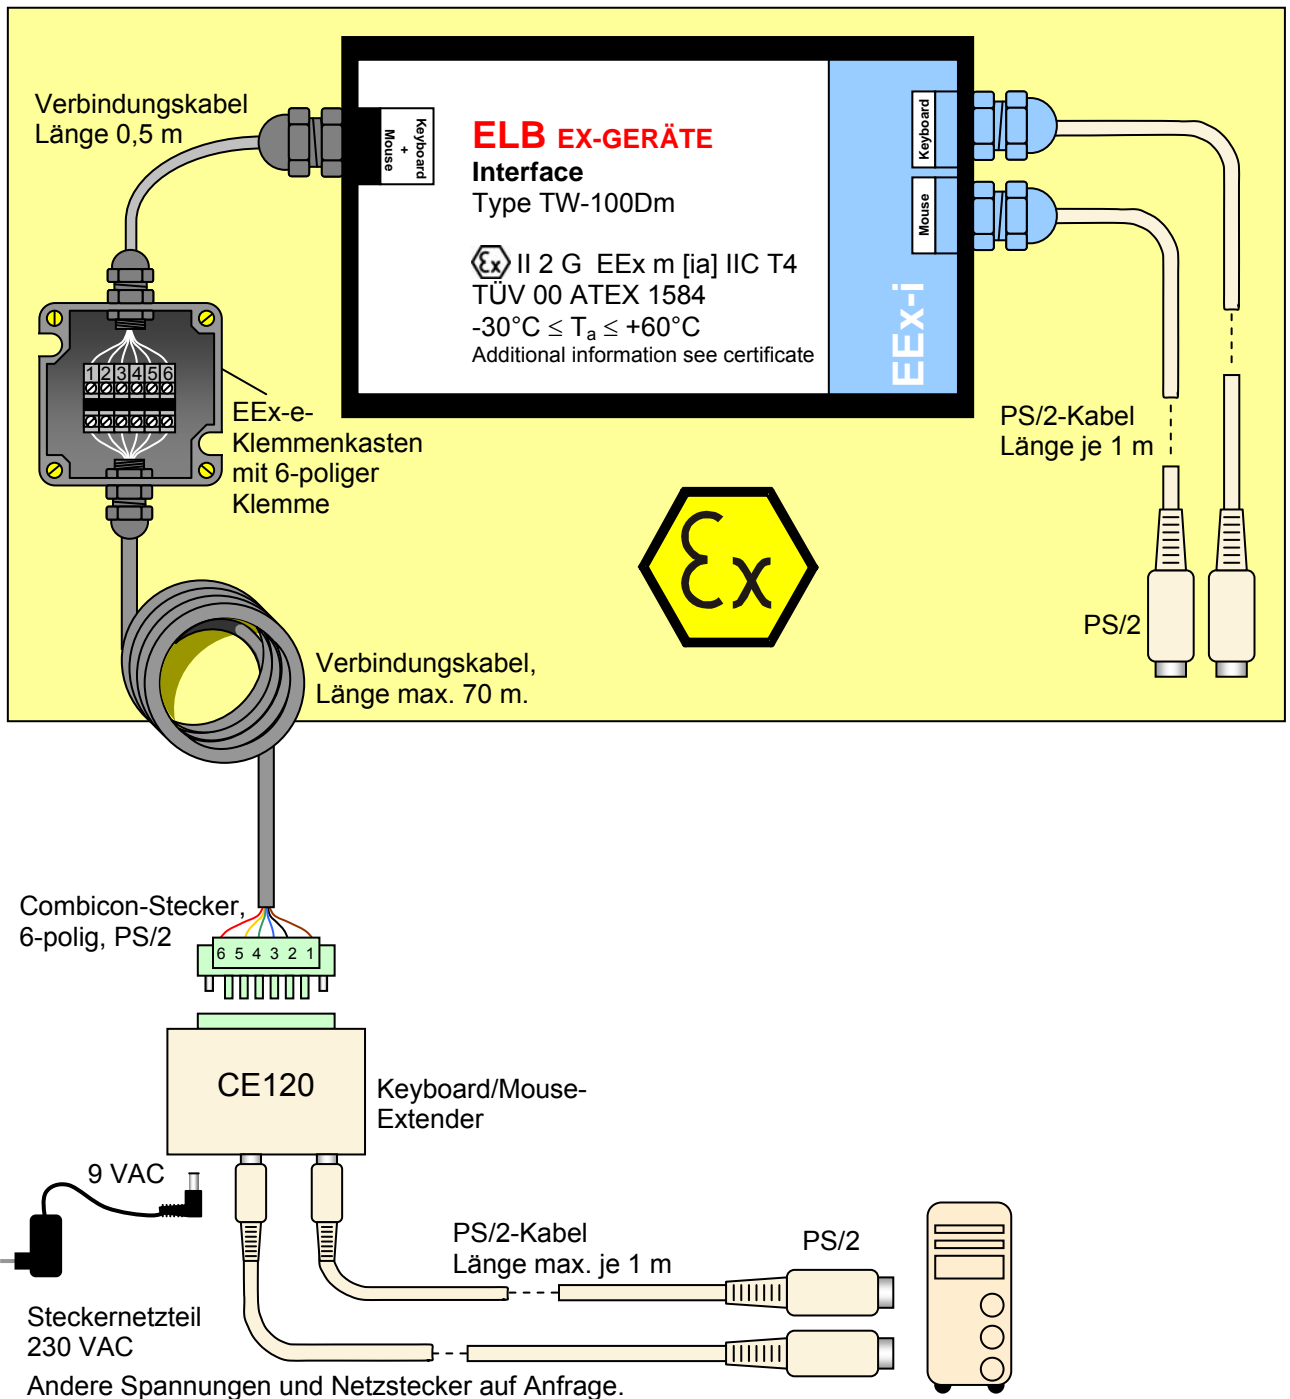 Verbindungskabel
Länge 0,5 m
Keyboard
+
Mouse
ELB EX-GERÄTE
Interface
Type TW-100Dm
Ex II 2 G EEx m [ia] IIC T4
TÜV 00 ATEX 1584
-30°C ≤ Ta ≤ +60°C
Additional information see certificate
EEx-i
Keyboard
Mouse
1 2 3 4 5 6
EEx-e-
Klemmenkasten
mit 6-poliger
Klemme
PS/2-Kabel
Länge je 1 m
Ex
PS/2
Verbindungskabel,
Länge max. 70 m.
Combicon-Stecker,
6-polig, PS/2
6 5 4 3 2 1
CE120
Keyboard/Mouse-
Extender
9 VAC
PS/2-Kabel
Länge max. je 1 m
PS/2
Steckernetzteil
230 VAC
Andere Spannungen und Netzstecker auf Anfrage.